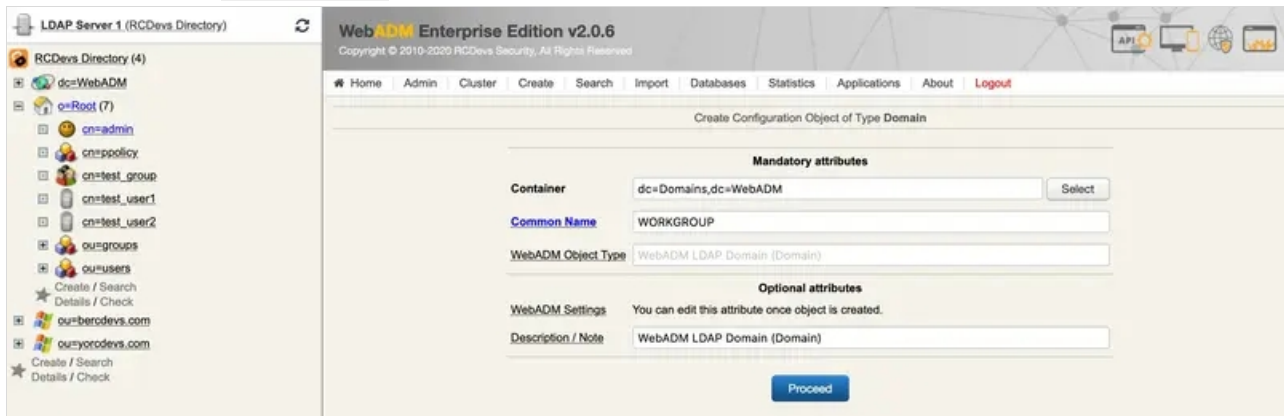 LDAP Server 1 (RCDevs Directory)
RCDevs Directory (4)
dc=WebADM
o=Root (7)
cn=admin
cn=ppolicy
cn=test_group
cn=test_user1
cn=test_user2
ou=groups
ou=users
Create / Search
Details / Check
ou=bercdevs.com
ou=yorcdevs.com
Create / Search
Details / Check
WebADM Enterprise Edition v2.0.6
Copyright © 2010-2020 RCDevs Security, All Rights Reserved
API
Home Admin Cluster Create Search Import Databases Statistics Applications About Logout
Create Configuration Object of Type Domain
Mandatory attributes
Container dc=Domains,dc=WebADM Select
Common Name WORKGROUP
WebADM Object Type WebADM LDAP Domain (Domain)
Optional attributes
WebADM Settings You can edit this attribute once object is created.
Description / Note WebADM LDAP Domain (Domain)
Proceed